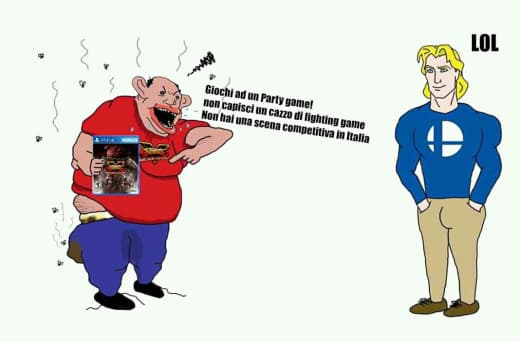 LOL
Giochi ad un Party game!
non capisci un cazzo di fighting game
Non hai una scena competitiva in Italia
PS4